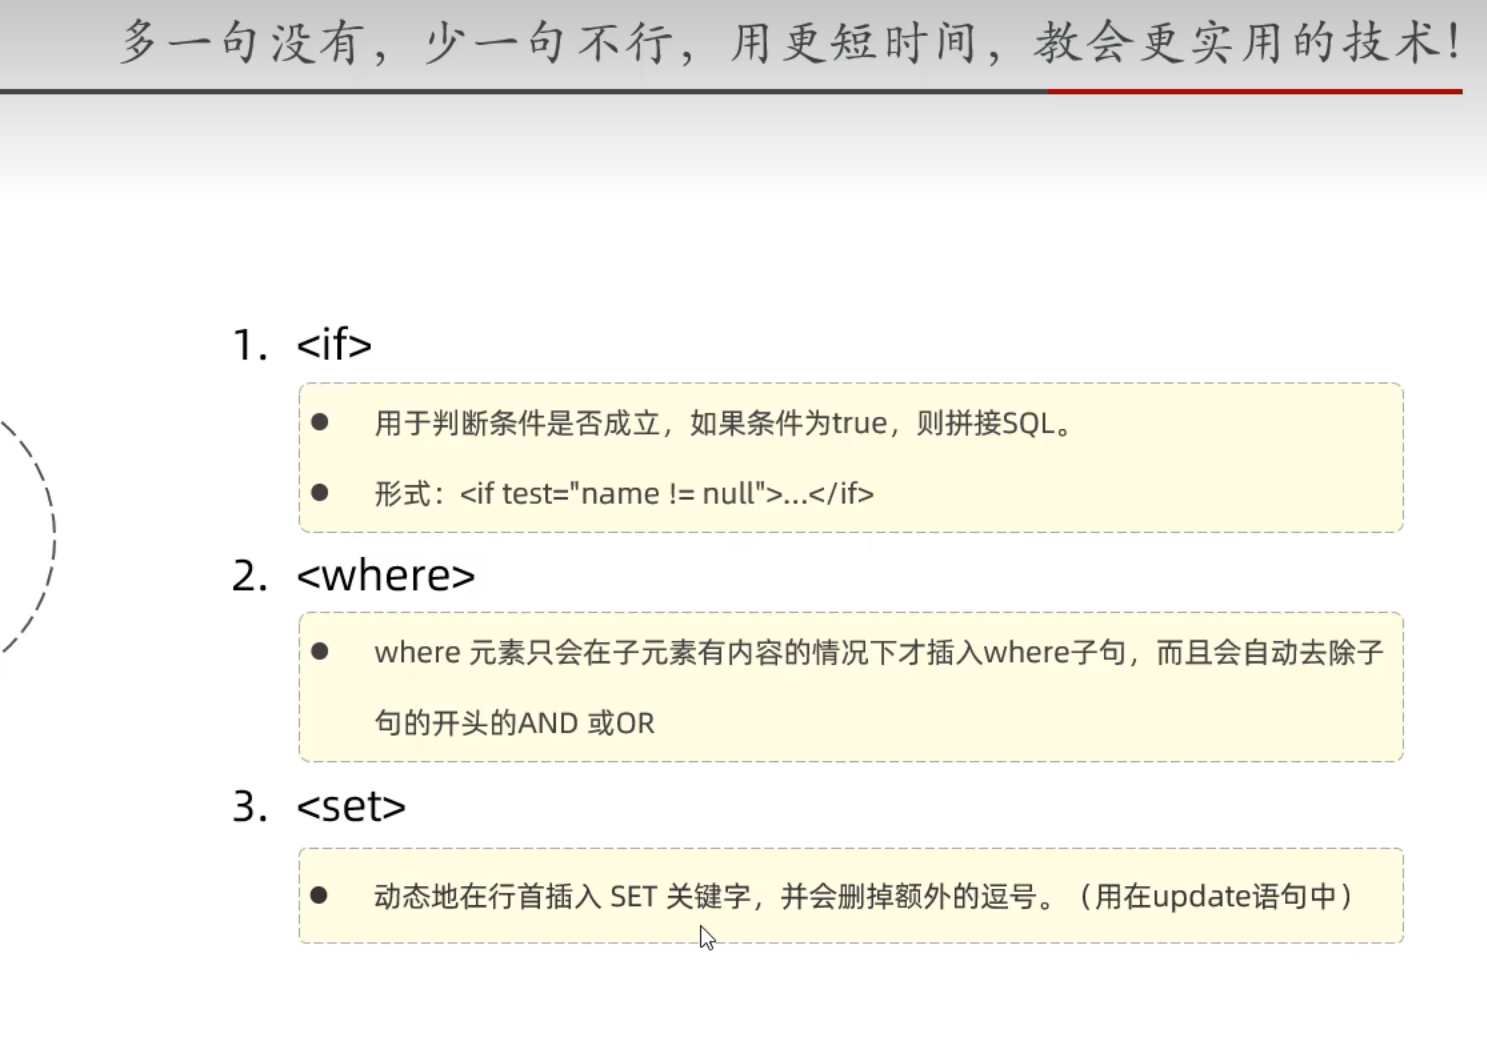 多一句没有，少一句不行，用更短时间，教会更实用的技术！
1. <if>
● 用于判断条件是否成立，如果条件为true，则拼接SQL。
● 形式：<if test="name != null">...</if>
2. <where>
● where 元素只会在子元素有内容的情况下才插入where子句，而且会自动去除子
句的开头的AND 或OR
3. <set>
● 动态地在行首插入 SET 关键字，并会删掉额外的逗号。（用在update语句中）